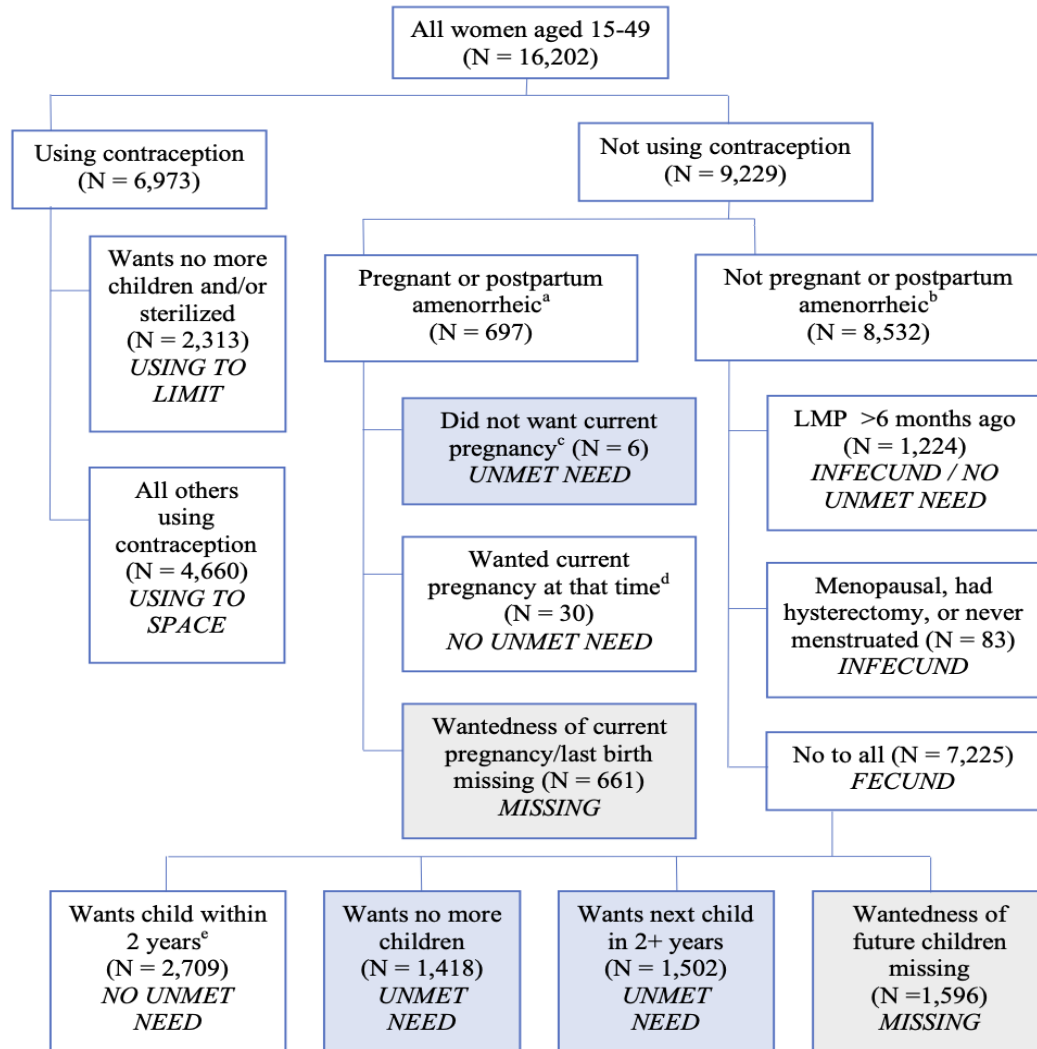 All women aged 15-49
(N = 16,202)
Using contraception
(N = 6,973)
Not using contraception
(N = 9,229)
Wants no more
children and/or
sterilized
(N = 2,313)
USING TO
LIMIT
All others
using
contraception
(N = 4,660)
USING TO
SPACE
Pregnant or postpartum
amenorrheicᵃ
(N = 697)
Did not want current
pregnancyᶜ (N = 6)
UNMET NEED
Wanted current
pregnancy at that timeᵈ
(N = 30)
NO UNMET NEED
Wantedness of current
pregnancy/last birth
missing (N = 661)
MISSING
Not pregnant or postpartum
amenorrheicᵇ
(N = 8,532)
LMP >6 months ago
(N = 1,224)
INFECUND / NO
UNMET NEED
Menopausal, had
hysterectomy, or never
menstruated (N = 83)
INFECUND
No to all (N = 7,225)
FECUND
Wants child within
2 yearsᵉ
(N = 2,709)
NO UNMET
NEED
Wants no more
children
(N = 1,418)
UNMET
NEED
Wants next child
in 2+ years
(N = 1,502)
UNMET
NEED
Wantedness of
future children
missing
(N =1,596)
MISSING